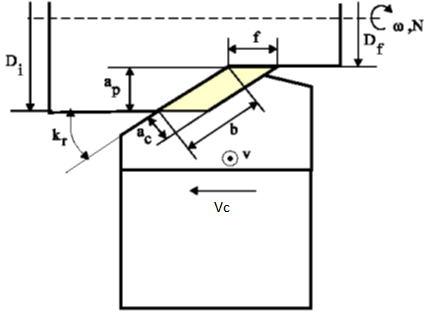 f
D_f
ω,N
D_i
a_p
a_c
b
k_r
v
Vc